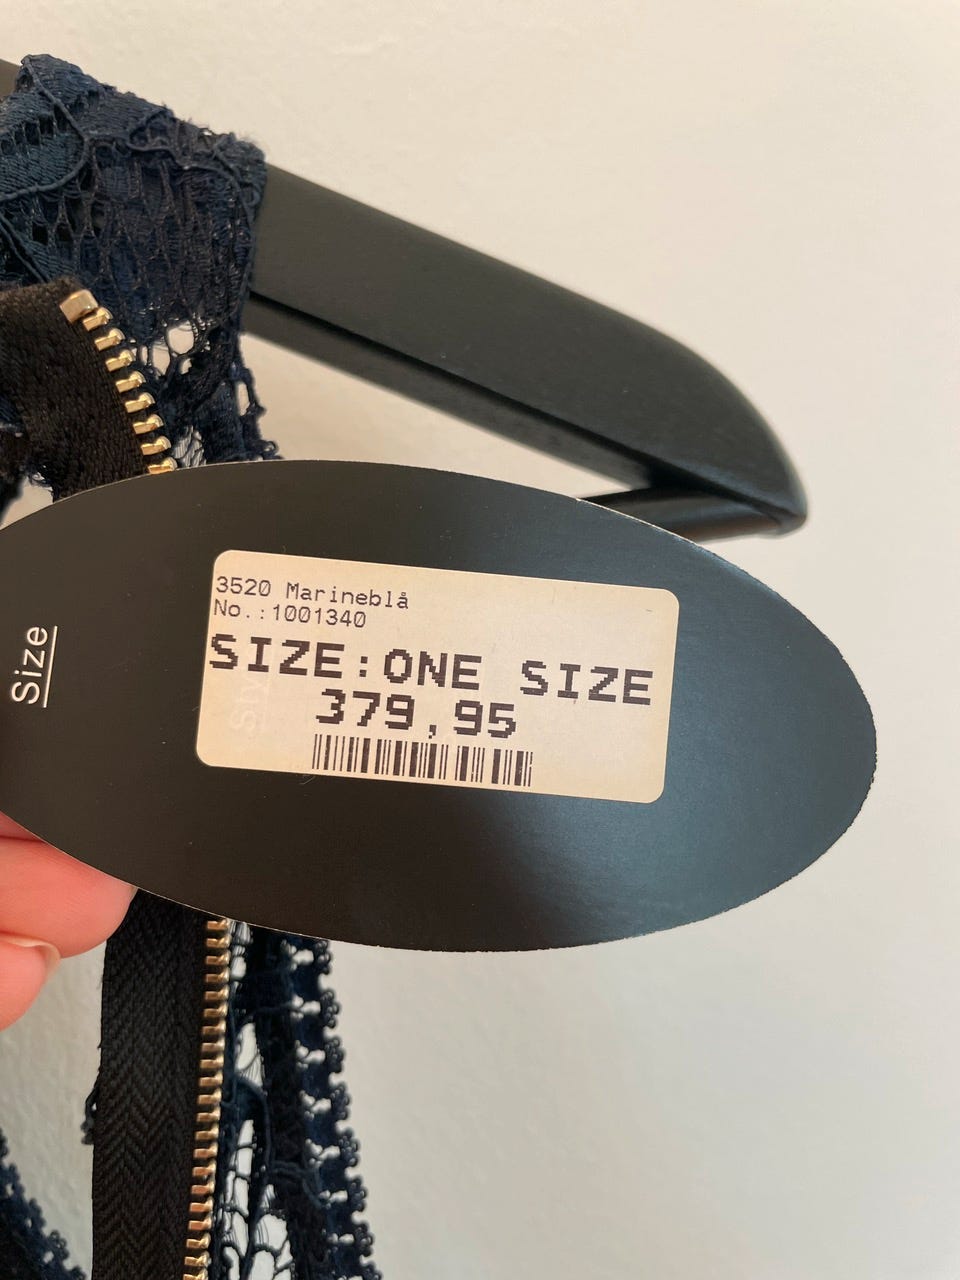 Size
3520 Marineblå
No.:1001340
SIZE:ONE SIZE
379,95